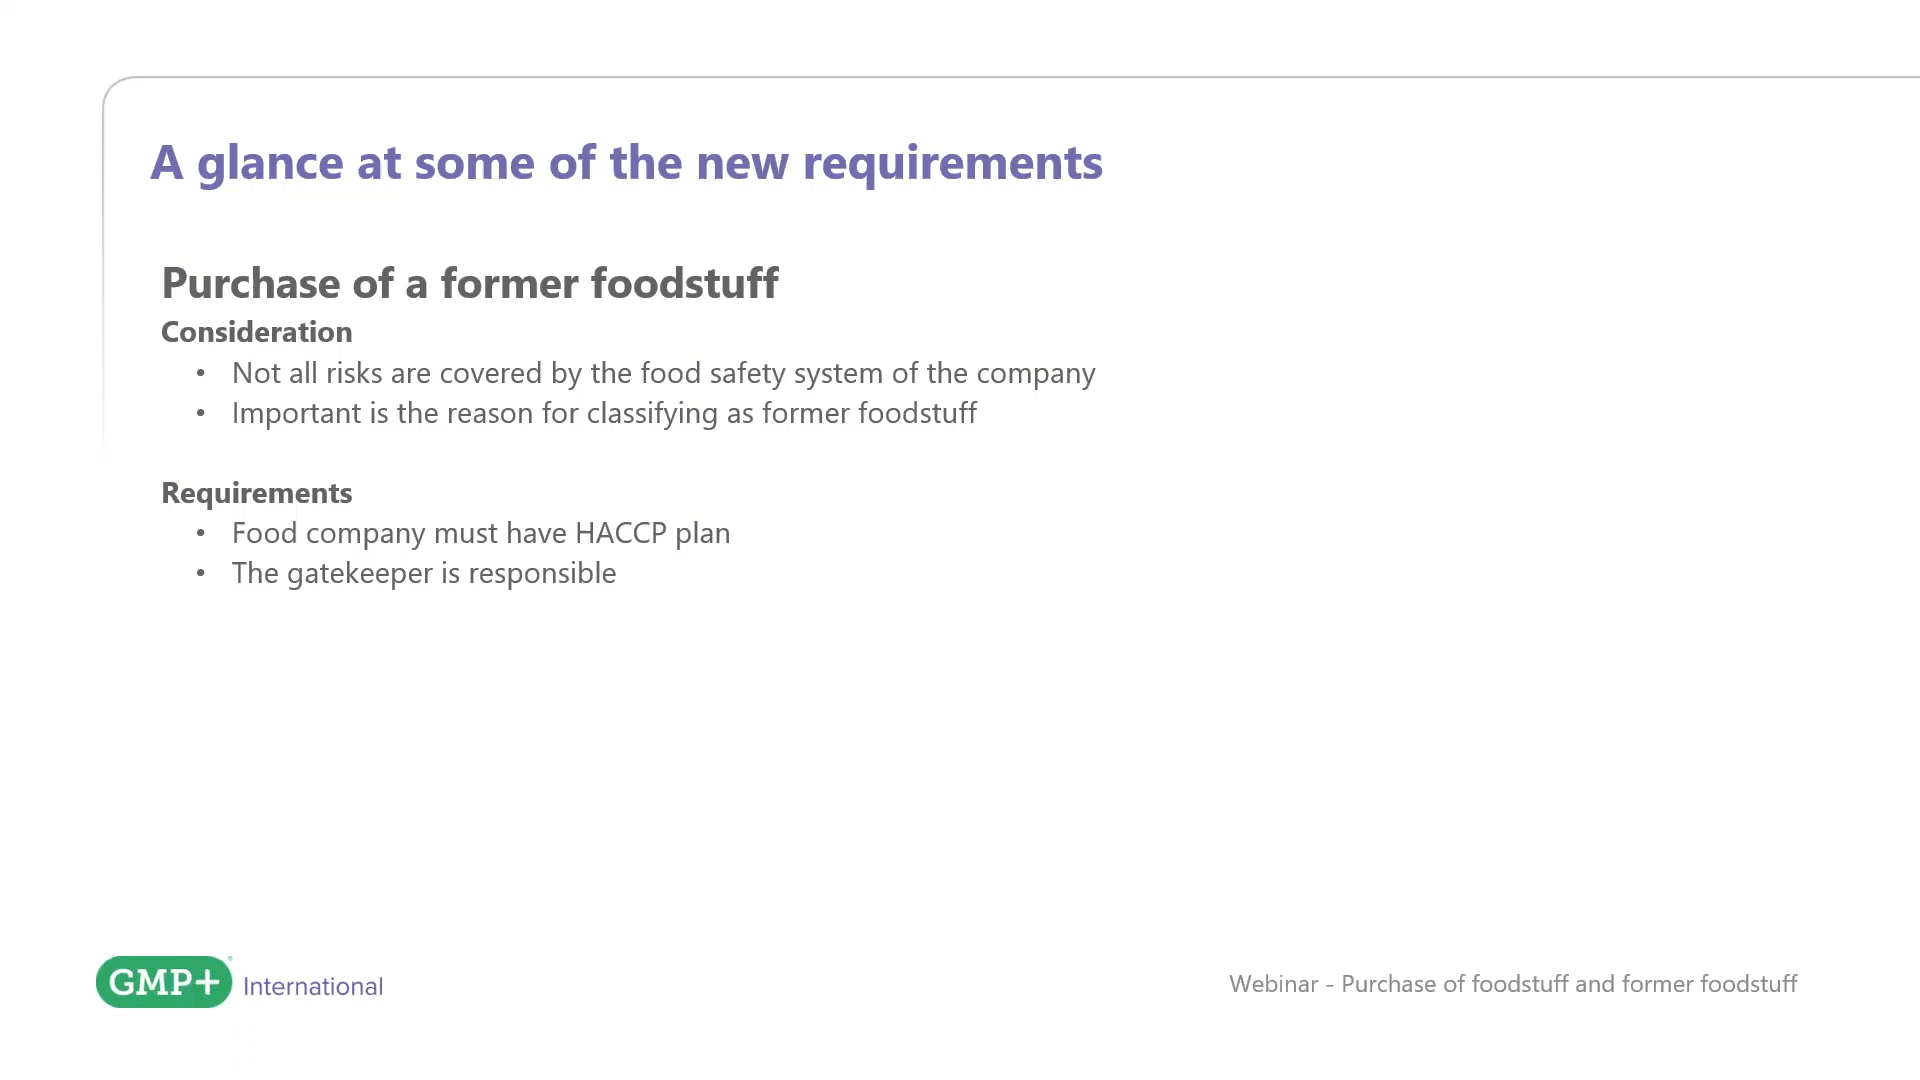 A glance at some of the new requirements
Purchase of a former foodstuff
Consideration
• Not all risks are covered by the food safety system of the company
• Important is the reason for classifying as former foodstuff
Requirements
• Food company must have HACCP plan
• The gatekeeper is responsible
GMP+ International
Webinar - Purchase of foodstuff and former foodstuff